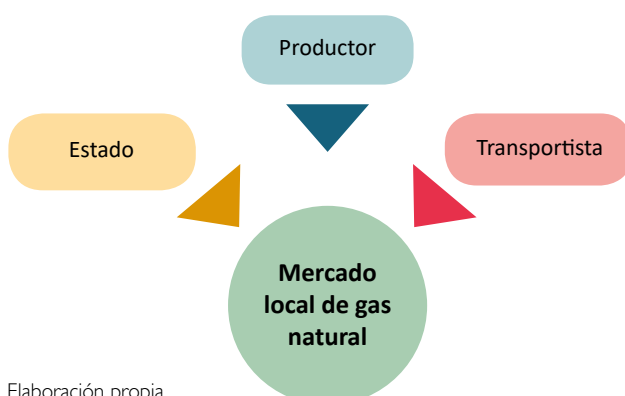 Productor
Estado
Transportista
Mercado
local de gas
natural
Elaboración propia